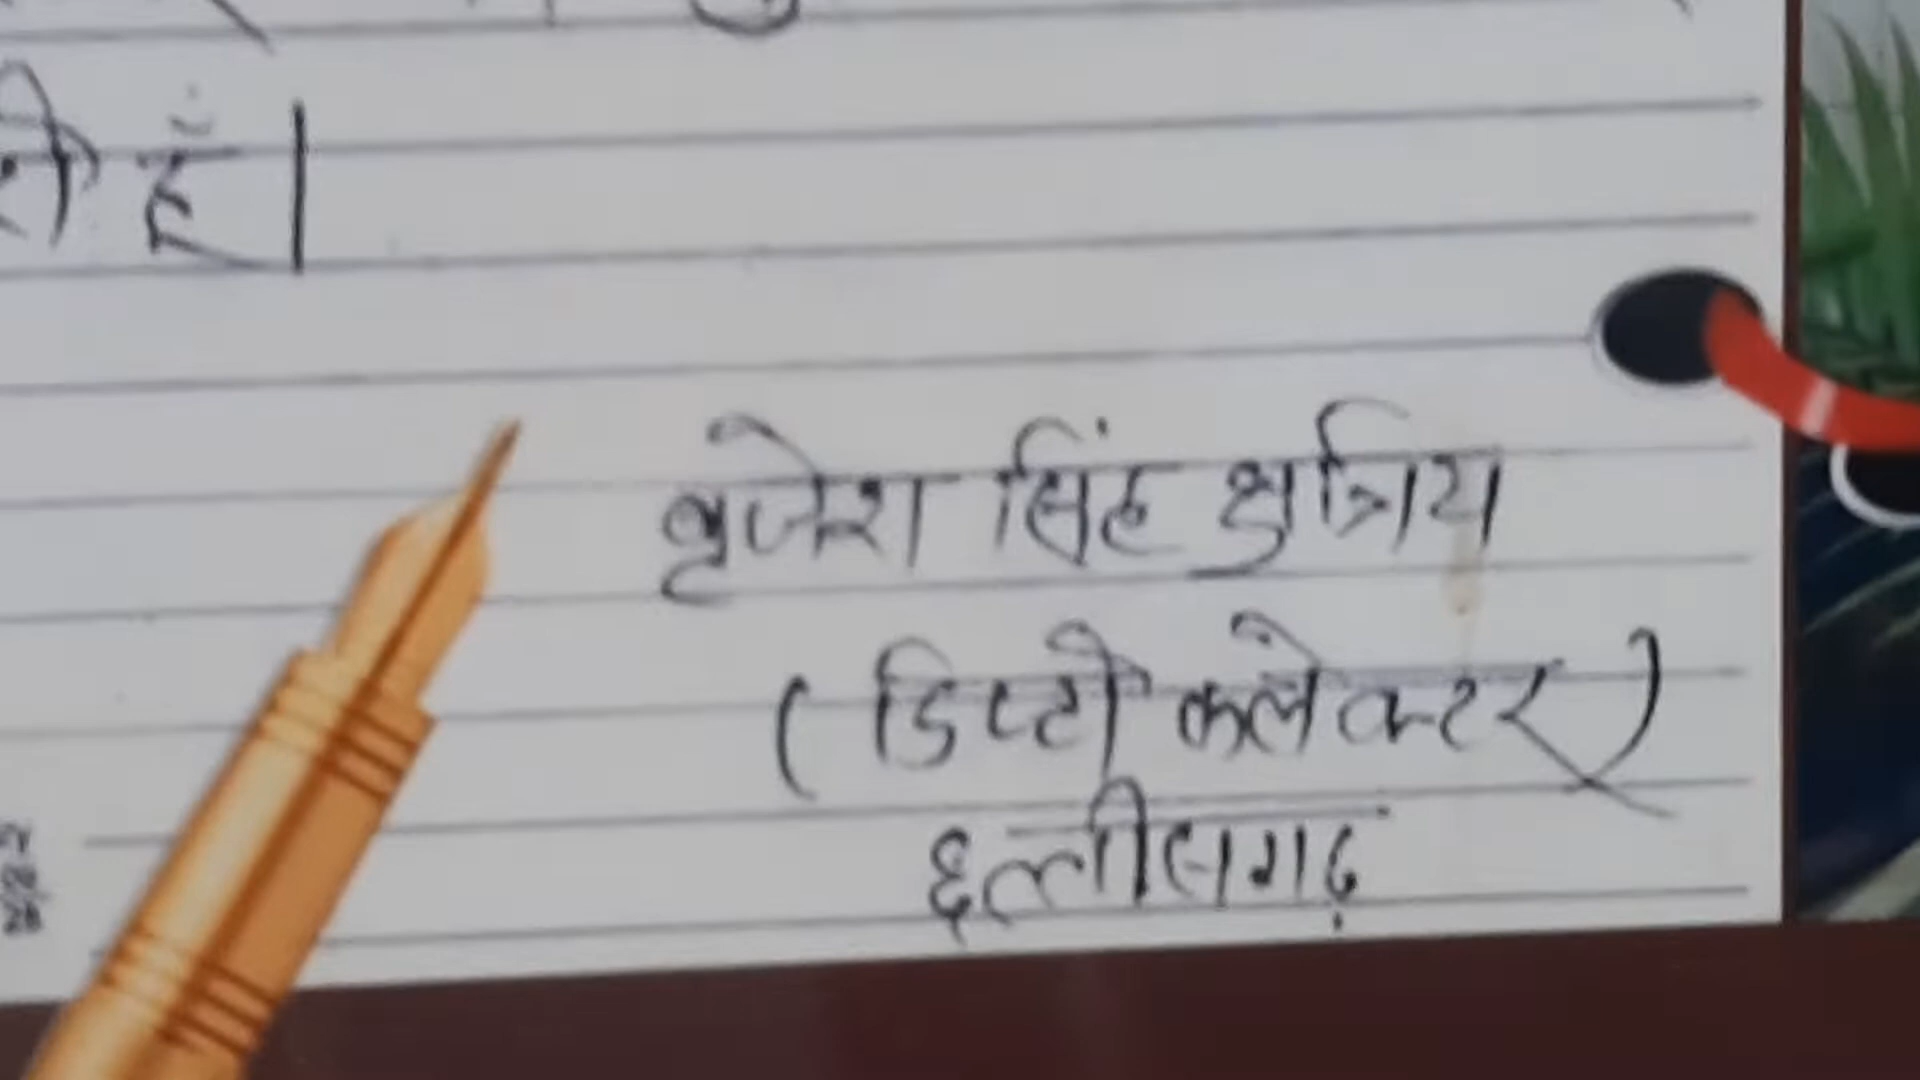 हैं।
बृजेश सिंह क्षत्रिय
(डिप्टी कलेक्टर)
छत्तीसगढ़